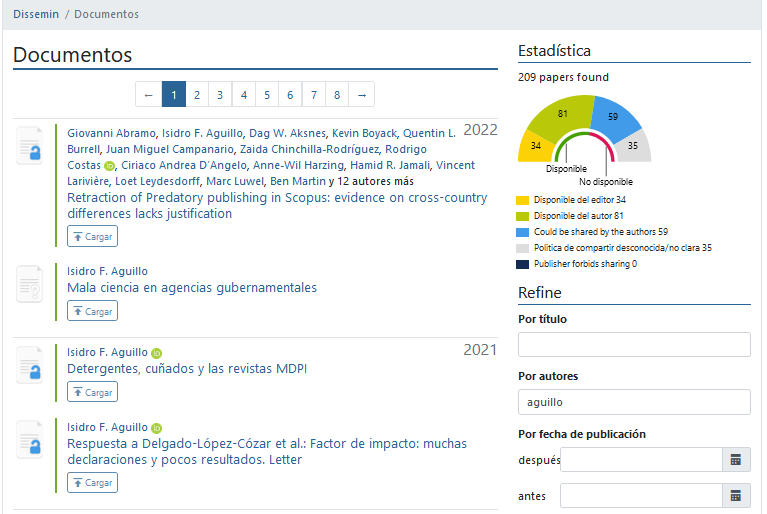 Dissemin / Documentos
Documentos
← 1 2 3 4 5 6 7 8 →
2022
Giovanni Abramo, Isidro F. Aguillo, Dag W. Aksnes, Kevin Boyack, Quentin L.
Burrell, Juan Miguel Campanario, Zaida Chinchilla-Rodríguez, Rodrigo
Costas iD, Ciriaco Andrea D´Angelo, Anne-Wil Harzing, Hamid R. Jamali, Vincent
Larivière, Loet Leydesdorff, Marc Luwel, Ben Martin y 12 autores más
Retraction of Predatory publishing in Scopus: evidence on cross-country
differences lacks justification
Cargar
Isidro F. Aguillo
Mala ciencia en agencias gubernamentales
Cargar
2021
Isidro F. Aguillo iD
Detergentes, cuñados y las revistas MDPI
Cargar
Isidro F. Aguillo iD
Respuesta a Delgado-López-Cózar et al.: Factor de impacto: muchas
declaraciones y pocos resultados. Letter
Cargar
Estadística
209 papers found
81
59
34
35
Disponible
No disponible
Disponible del editor 34
Disponible del autor 81
Could be shared by the authors 59
Política de compartir desconocida/no clara 35
Publisher forbids sharing 0
Refine
Por título
Por autores
aguillo
Por fecha de publicación
después
antes